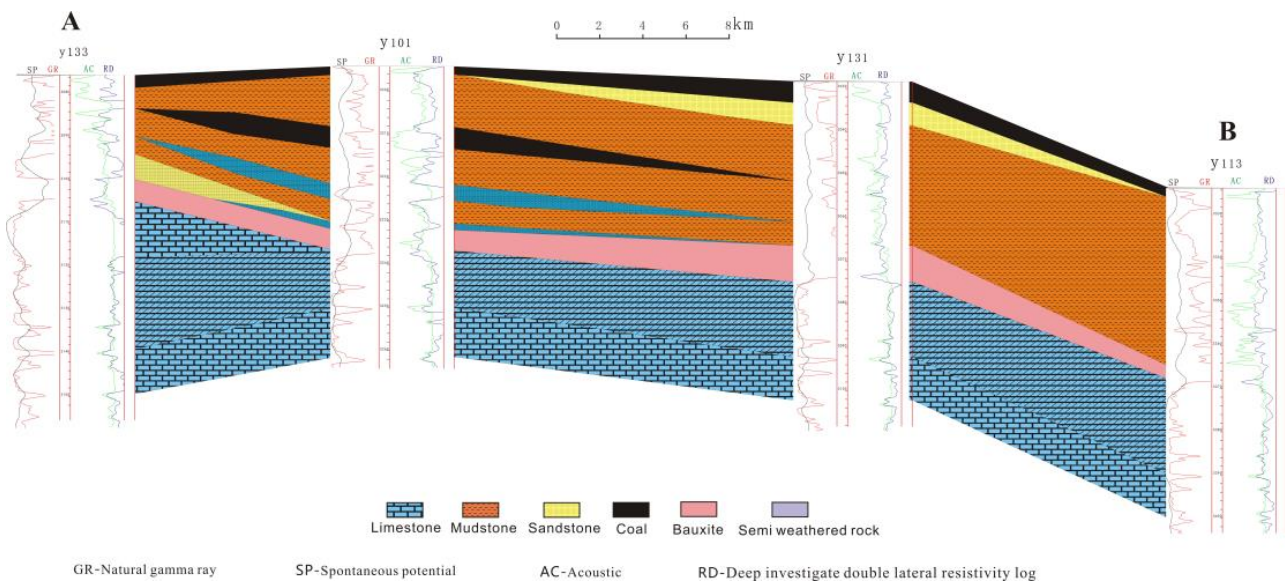 A
0 2 4 6 8 km
y133
y101
y131
B
y113
SP GR AC RD
SP GR AC RD
SP GR AC RD
SP GR AC RD
Limestone Mudstone Sandstone Coal Bauxite Semi weathered rock
GR-Natural gamma ray SP-Spontaneous potential AC-Acoustic RD-Deep investigate double lateral resistivity log